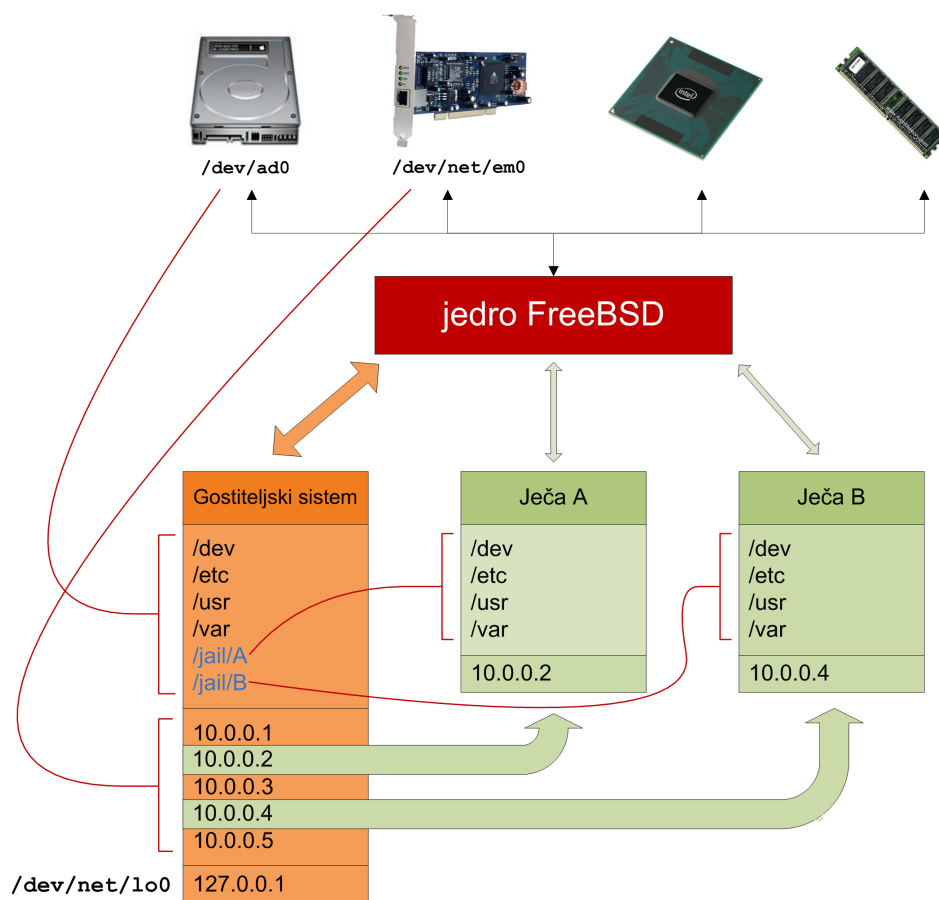 /dev/ad0
/dev/net/em0
intel
jedro FreeBSD
Gostiteljski sistem
/dev
/etc
/usr
/var
/jail/A
/jail/B
10.0.0.1
10.0.0.2
10.0.0.3
10.0.0.4
10.0.0.5
/dev/net/lo0
127.0.0.1
Ječa A
/dev
/etc
/usr
/var
10.0.0.2
Ječa B
/dev
/etc
/usr
/var
10.0.0.4